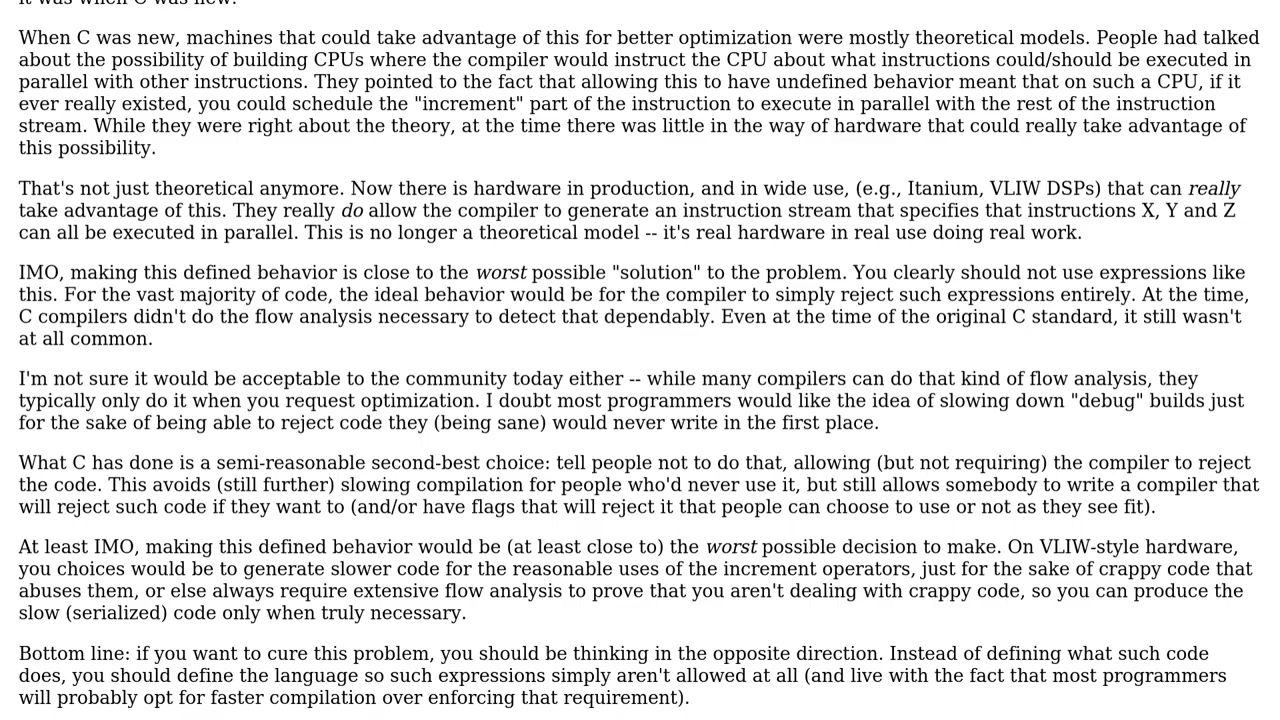 it was when C was new.
When C was new, machines that could take advantage of this for better optimization were mostly theoretical models. People had talked
about the possibility of building CPUs where the compiler would instruct the CPU about what instructions could/should be executed in
parallel with other instructions. They pointed to the fact that allowing this to have undefined behavior meant that on such a CPU, if it
ever really existed, you could schedule the "increment" part of the instruction to execute in parallel with the rest of the instruction
stream. While they were right about the theory, at the time there was little in the way of hardware that could really take advantage of
this possibility.
That's not just theoretical anymore. Now there is hardware in production, and in wide use, (e.g., Itanium, VLIW DSPs) that can really
take advantage of this. They really do allow the compiler to generate an instruction stream that specifies that instructions X, Y and Z
can all be executed in parallel. This is no longer a theoretical model -- it's real hardware in real use doing real work.
IMO, making this defined behavior is close to the worst possible "solution" to the problem. You clearly should not use expressions like
this. For the vast majority of code, the ideal behavior would be for the compiler to simply reject such expressions entirely. At the time,
C compilers didn't do the flow analysis necessary to detect that dependably. Even at the time of the original C standard, it still wasn't
at all common.
I'm not sure it would be acceptable to the community today either -- while many compilers can do that kind of flow analysis, they
typically only do it when you request optimization. I doubt most programmers would like the idea of slowing down "debug" builds just
for the sake of being able to reject code they (being sane) would never write in the first place.
What C has done is a semi-reasonable second-best choice: tell people not to do that, allowing (but not requiring) the compiler to reject
the code. This avoids (still further) slowing compilation for people who'd never use it, but still allows somebody to write a compiler that
will reject such code if they want to (and/or have flags that will reject it that people can choose to use or not as they see fit).
At least IMO, making this defined behavior would be (at least close to) the worst possible decision to make. On VLIW-style hardware,
you choices would be to generate slower code for the reasonable uses of the increment operators, just for the sake of crappy code that
abuses them, or else always require extensive flow analysis to prove that you aren't dealing with crappy code, so you can produce the
slow (serialized) code only when truly necessary.
Bottom line: if you want to cure this problem, you should be thinking in the opposite direction. Instead of defining what such code
does, you should define the language so such expressions simply aren't allowed at all (and live with the fact that most programmers
will probably opt for faster compilation over enforcing that requirement).